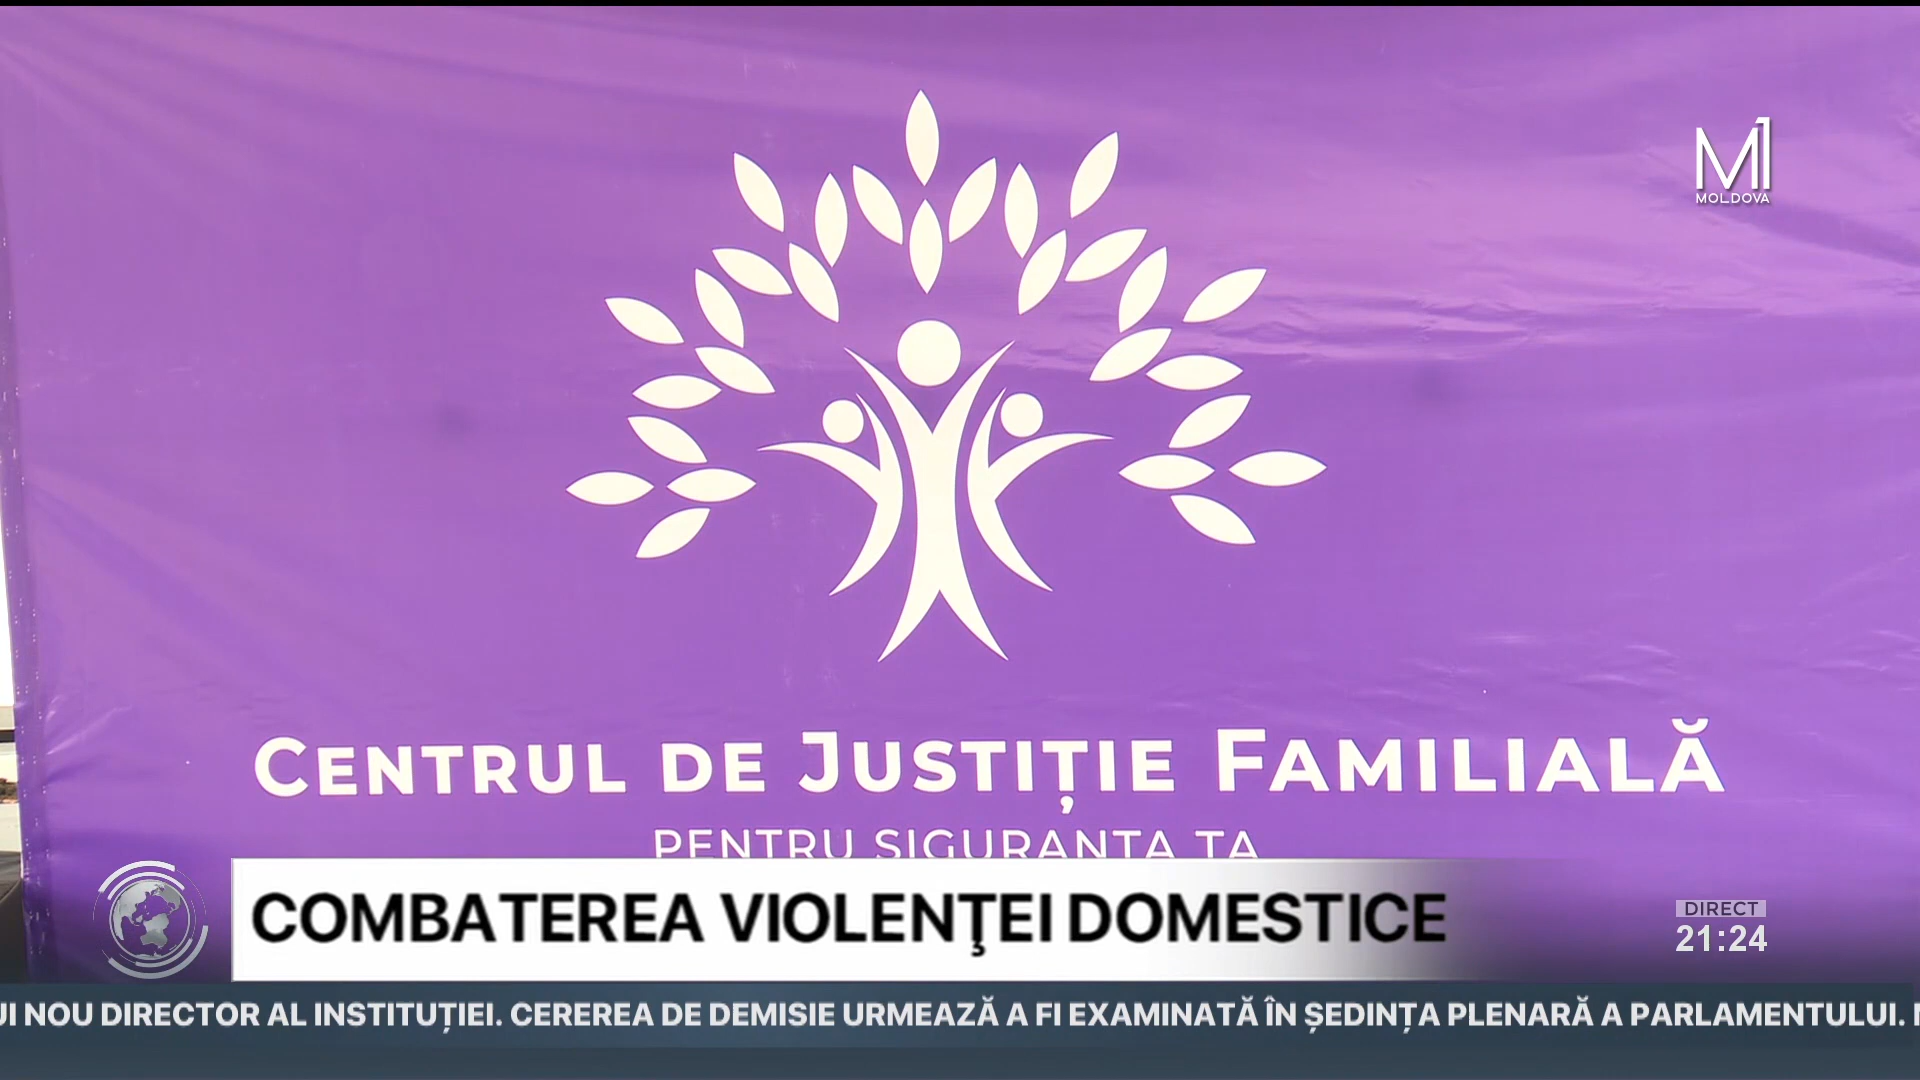 M1
MOLDOVA
CENTRUL DE JUSTIȚIE FAMILIALĂ
PENTRU SIGURANȚA TA
COMBATEREA VIOLENŢEI DOMESTICE
DIRECT
21:24
NOU DIRECTOR AL INSTITUȚIEI. CEREREA DE DEMISIE URMEAZĂ A FI EXAMINATĂ ÎN ȘEDINȚA PLENARĂ A PARLAMENTULUI.